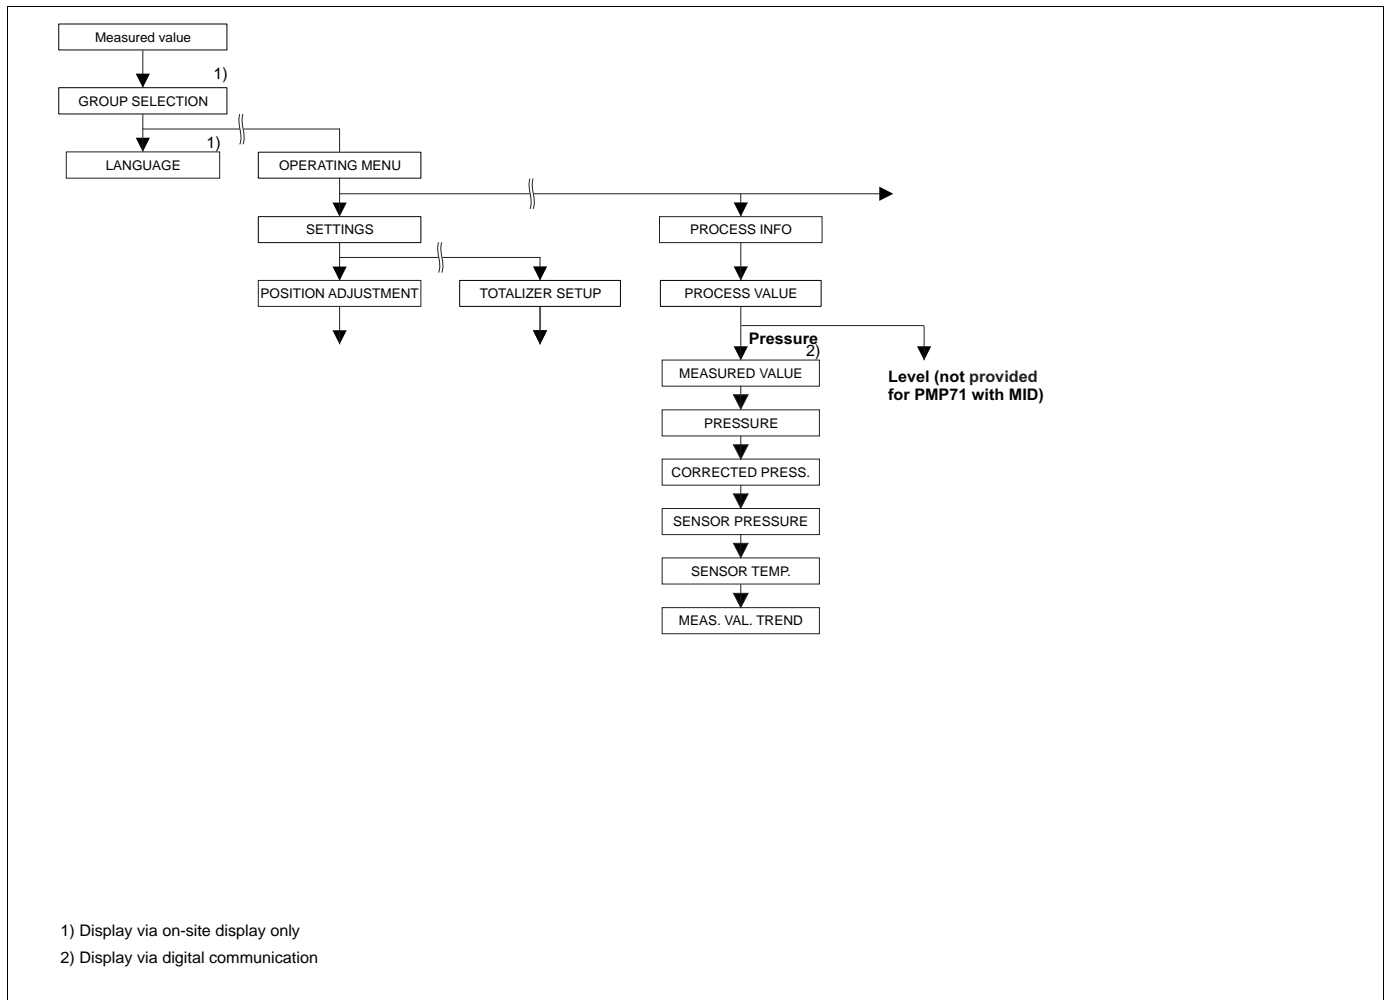 Measured value
1)
GROUP SELECTION
1)
LANGUAGE
OPERATING MENU
SETTINGS
PROCESS INFO
POSITION ADJUSTMENT
TOTALIZER SETUP
PROCESS VALUE
Pressure
2)
MEASURED VALUE
Level (not provided
for PMP71 with MID)
PRESSURE
CORRECTED PRESS.
SENSOR PRESSURE
SENSOR TEMP.
MEAS. VAL. TREND
1) Display via on-site display only
2) Display via digital communication